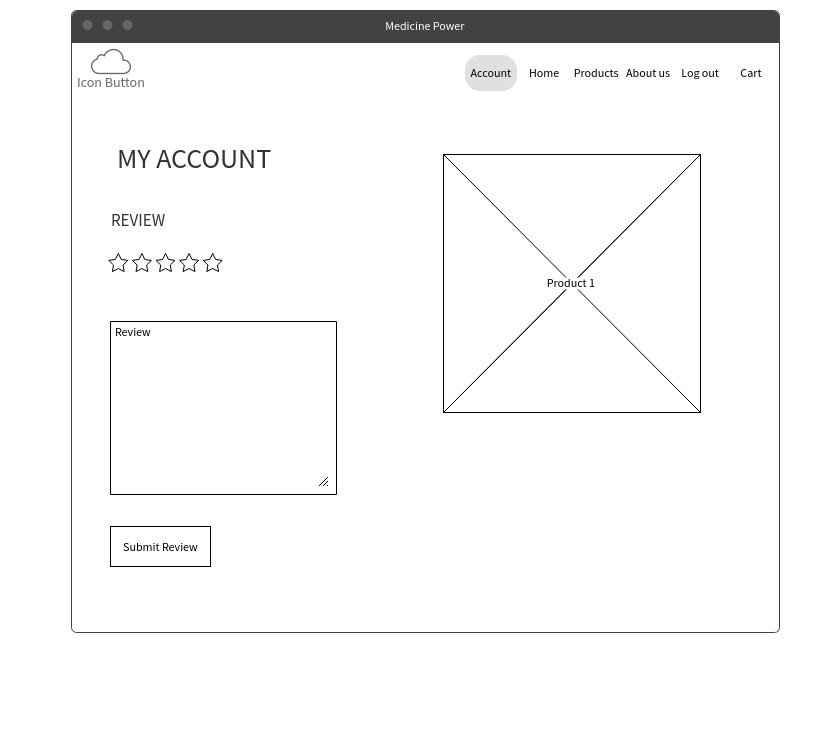 Medicine Power
Icon Button
Account Home Products About us Log out Cart
MY ACCOUNT
REVIEW
Product 1
Review
Submit Review